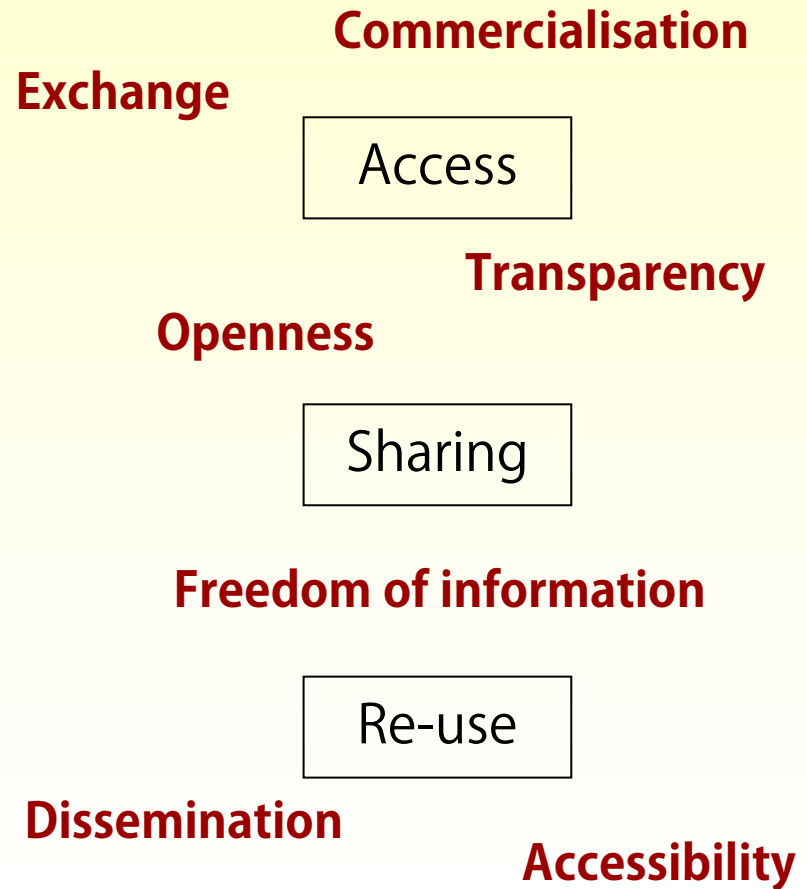 Commercialisation
Exchange
Access
Transparency
Openness
Sharing
Freedom of information
Re-use
Dissemination
Accessibility